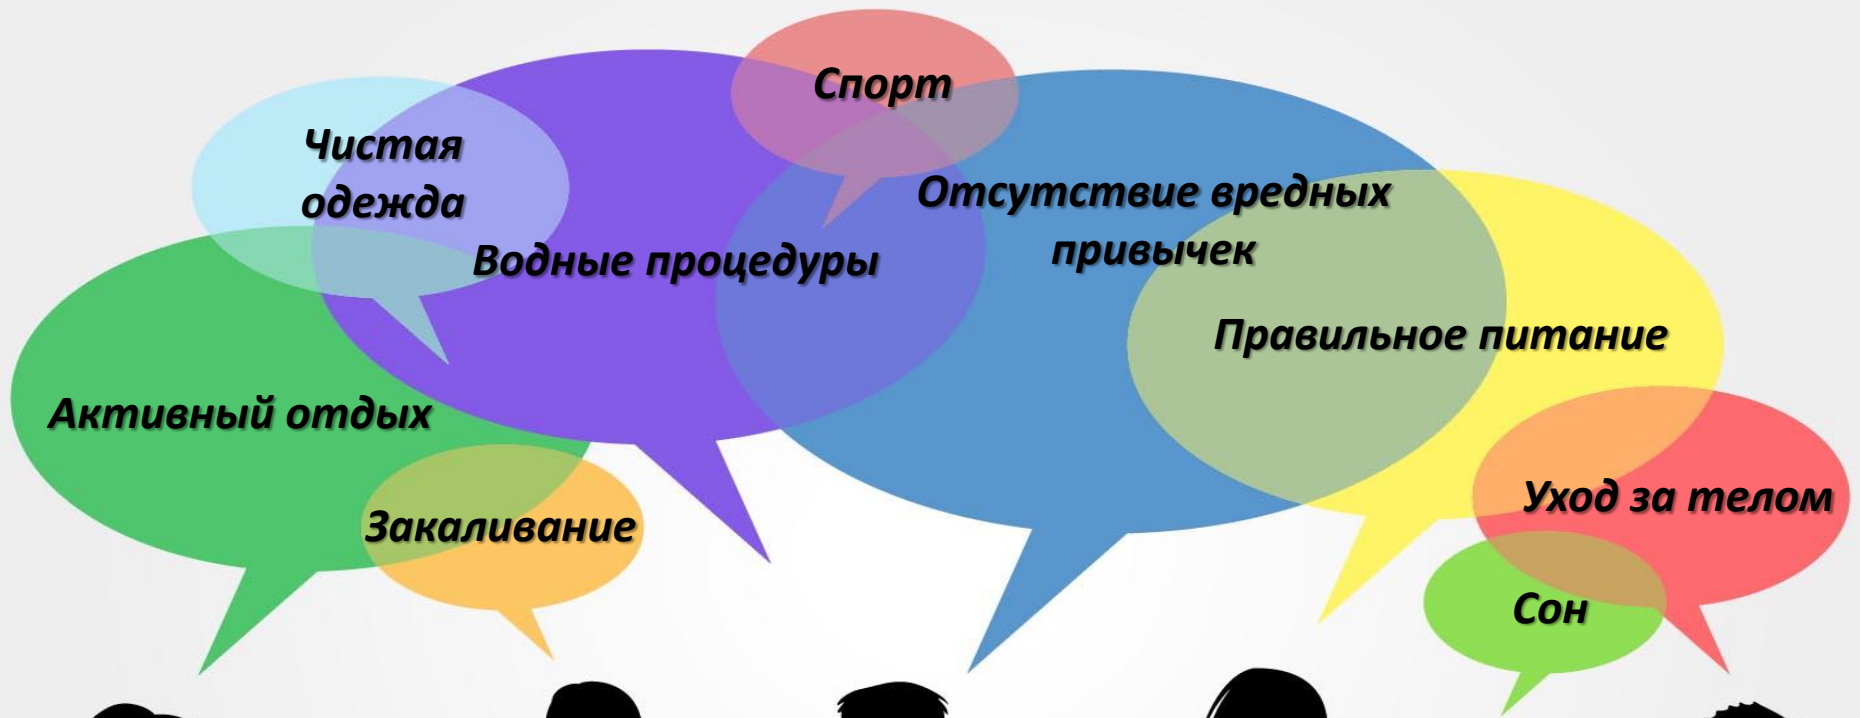 Спорт
Чистая
одежда
Отсутствие вредных
привычек
Водные процедуры
Правильное питание
Активный отдых
Закаливание
Уход за телом
Сон